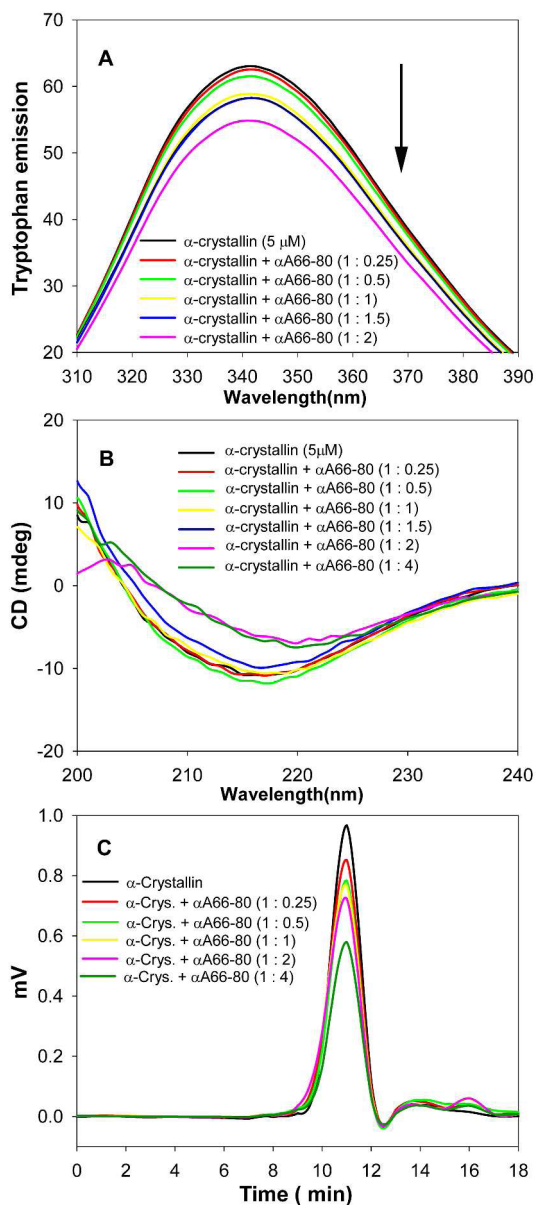 A
Tryptophan emission
70
60
50
40
30
20
α-crystallin (5 μM)
α-crystallin + αA66-80 (1 : 0.25)
α-crystallin + αA66-80 (1 : 0.5)
α-crystallin + αA66-80 (1 : 1)
α-crystallin + αA66-80 (1 : 1.5)
α-crystallin + αA66-80 (1 : 2)
310 320 330 340 350 360 370 380 390
Wavelength(nm)
B
CD (mdeg)
20
10
0
-10
-20
α-crystallin (5μM)
α-crystallin + αA66-80 (1 : 0.25)
α-crystallin + αA66-80 (1 : 0.5)
α-crystallin + αA66-80 (1 : 1)
α-crystallin + αA66-80 (1 : 1.5)
α-crystallin + αA66-80 (1 : 2)
α-crystallin + αA66-80 (1 : 4)
200 210 220 230 240
Wavelength(nm)
C
mV
1.0
0.8
0.6
0.4
0.2
0.0
α-Crystallin
α-Crys. + αA66-80 (1 : 0.25)
α-Crys. + αA66-80 (1 : 0.5)
α-Crys. + αA66-80 (1 : 1)
α-Crys. + αA66-80 (1 : 2)
α-Crys. + αA66-80 (1 : 4)
0 2 4 6 8 10 12 14 16 18
Time ( min)